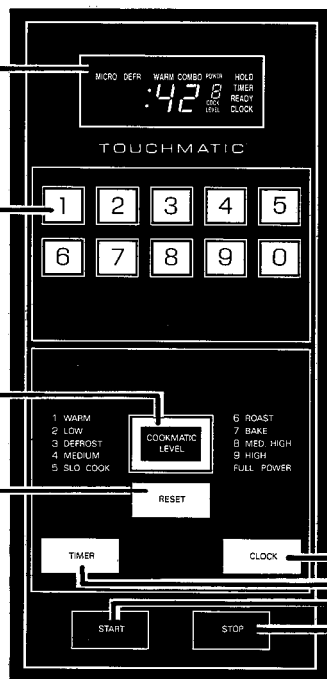 MICRO DEFR WARM COMBO POWER HOLD
TIMER
:42 8 READY
COOK LEVEL CLOCK
TOUCHMATIC
1 2 3 4 5
6 7 8 9 0
1 WARM
2 LOW
3 DEFROST
4 MEDIUM
5 SLO COOK
COOKMATIC
LEVEL
6 ROAST
7 BAKE
8 MED. HIGH
9 HIGH
FULL POWER
RESET
TIMER CLOCK
START STOP